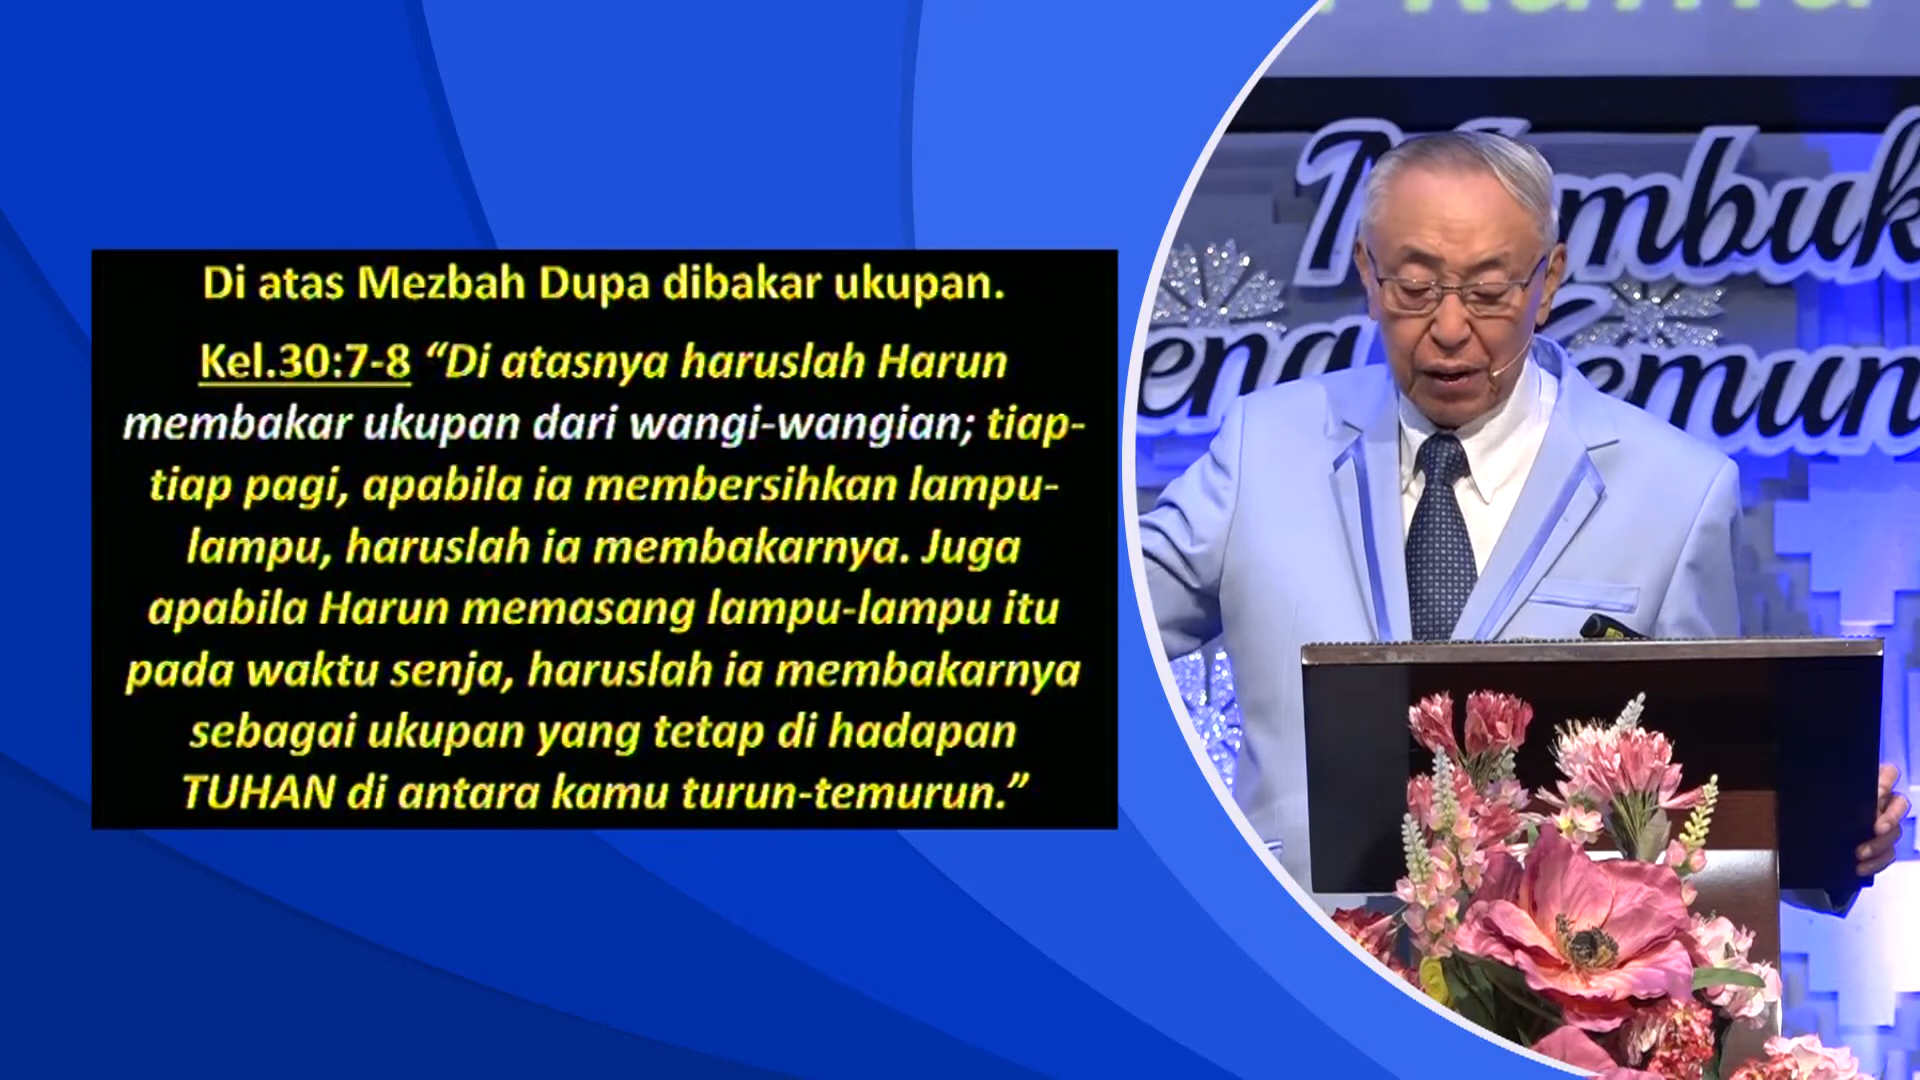 Di atas Mezbah Dupa dibakar ukupan.
Kel.30:7-8 “Di atasnya haruslah Harun
membakar ukupan dari wangi-wangian; tiap-
tiap pagi, apabila ia membersihkan lampu-
lampu, haruslah ia membakarnya. Juga
apabila Harun memasang lampu-lampu itu
pada waktu senja, haruslah ia membakarnya
sebagai ukupan yang tetap di hadapan
TUHAN di antara kamu turun-temurun.”